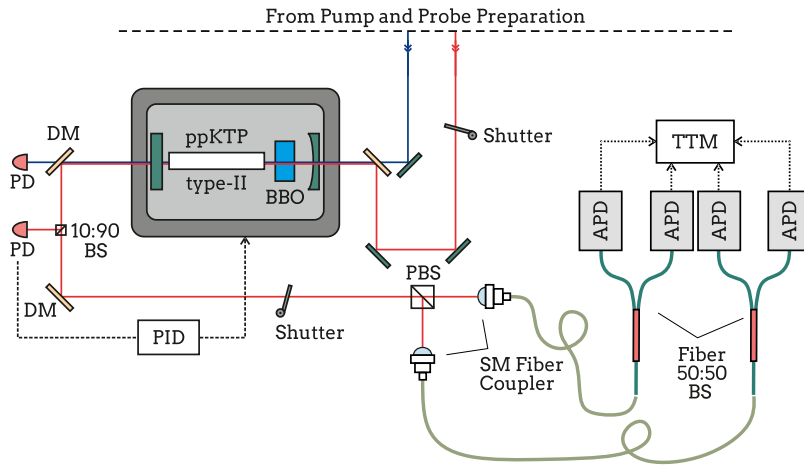 From Pump and Probe Preparation
DM
ppKTP
type-II
BBO
Shutter
TTM
PD
APD
APD
APD
APD
PD
10:90
BS
DM
PBS
Shutter
PID
SM Fiber
Coupler
Fiber
50:50
BS